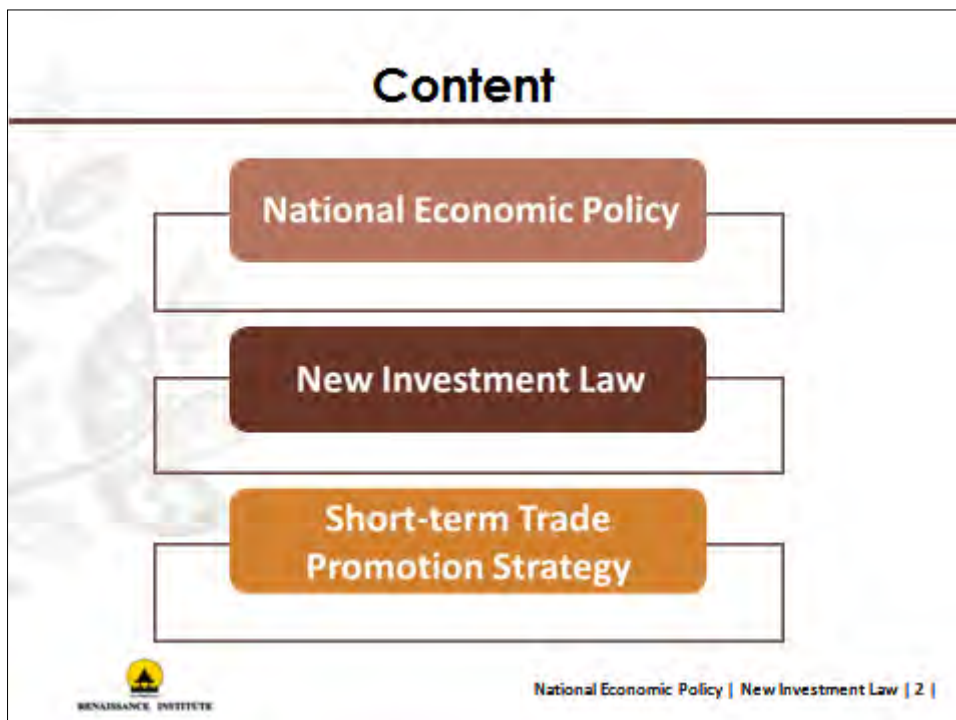 Content
National Economic Policy
New Investment Law
Short-term Trade
Promotion Strategy
RENAISSANCE INSTITUTE
National Economic Policy | New Investment Law | 2 |